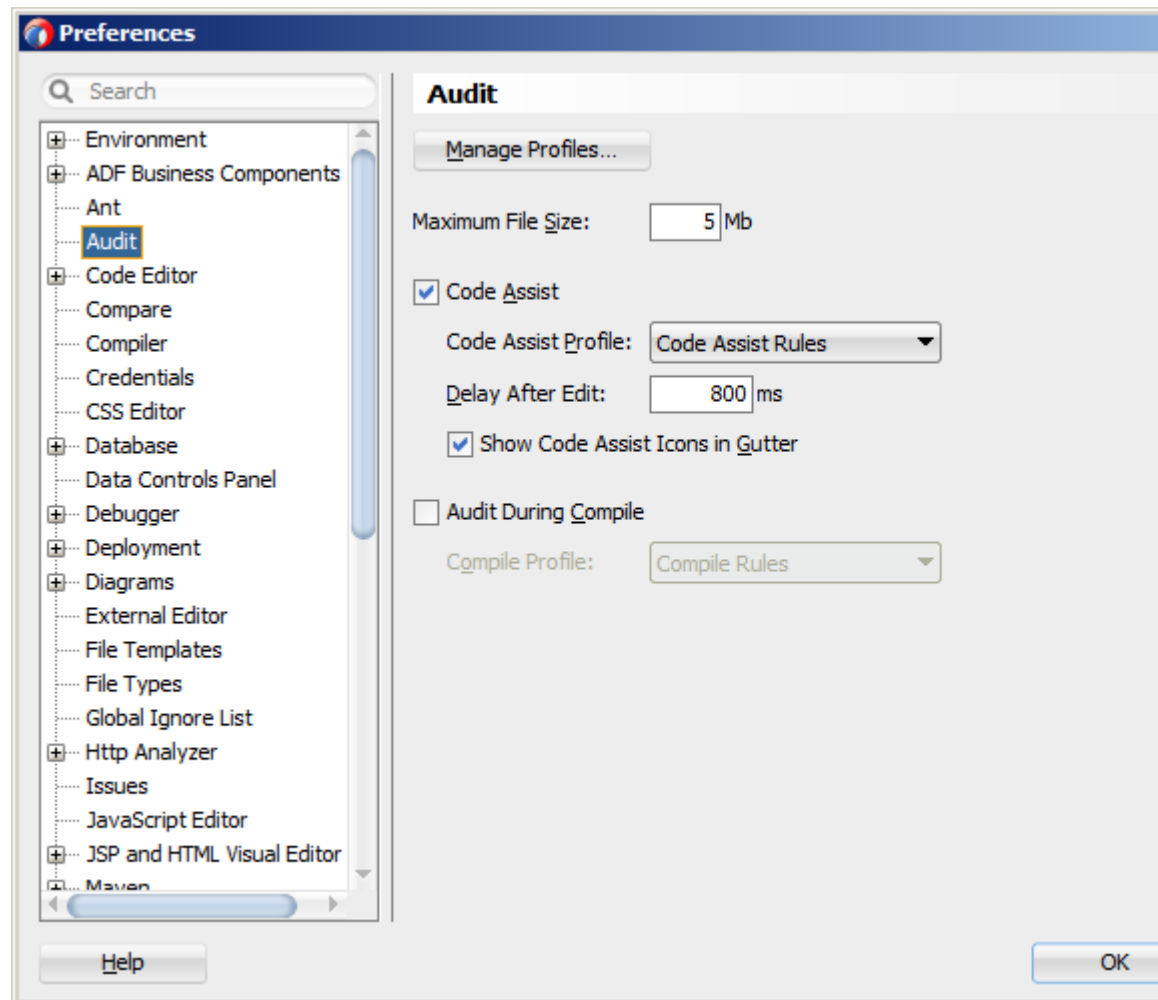 Preferences
Search
Environment
ADF Business Components
Ant
Audit
Code Editor
Compare
Compiler
Credentials
CSS Editor
Database
Data Controls Panel
Debugger
Deployment
Diagrams
External Editor
File Templates
File Types
Global Ignore List
Http Analyzer
Issues
JavaScript Editor
JSP and HTML Visual Editor
Maven
Help
Audit
Manage Profiles...
Maximum File Size: 5 Mb
Code Assist
Code Assist Profile: Code Assist Rules
Delay After Edit: 800 ms
Show Code Assist Icons in Gutter
Audit During Compile
Compile Profile: Compile Rules
OK